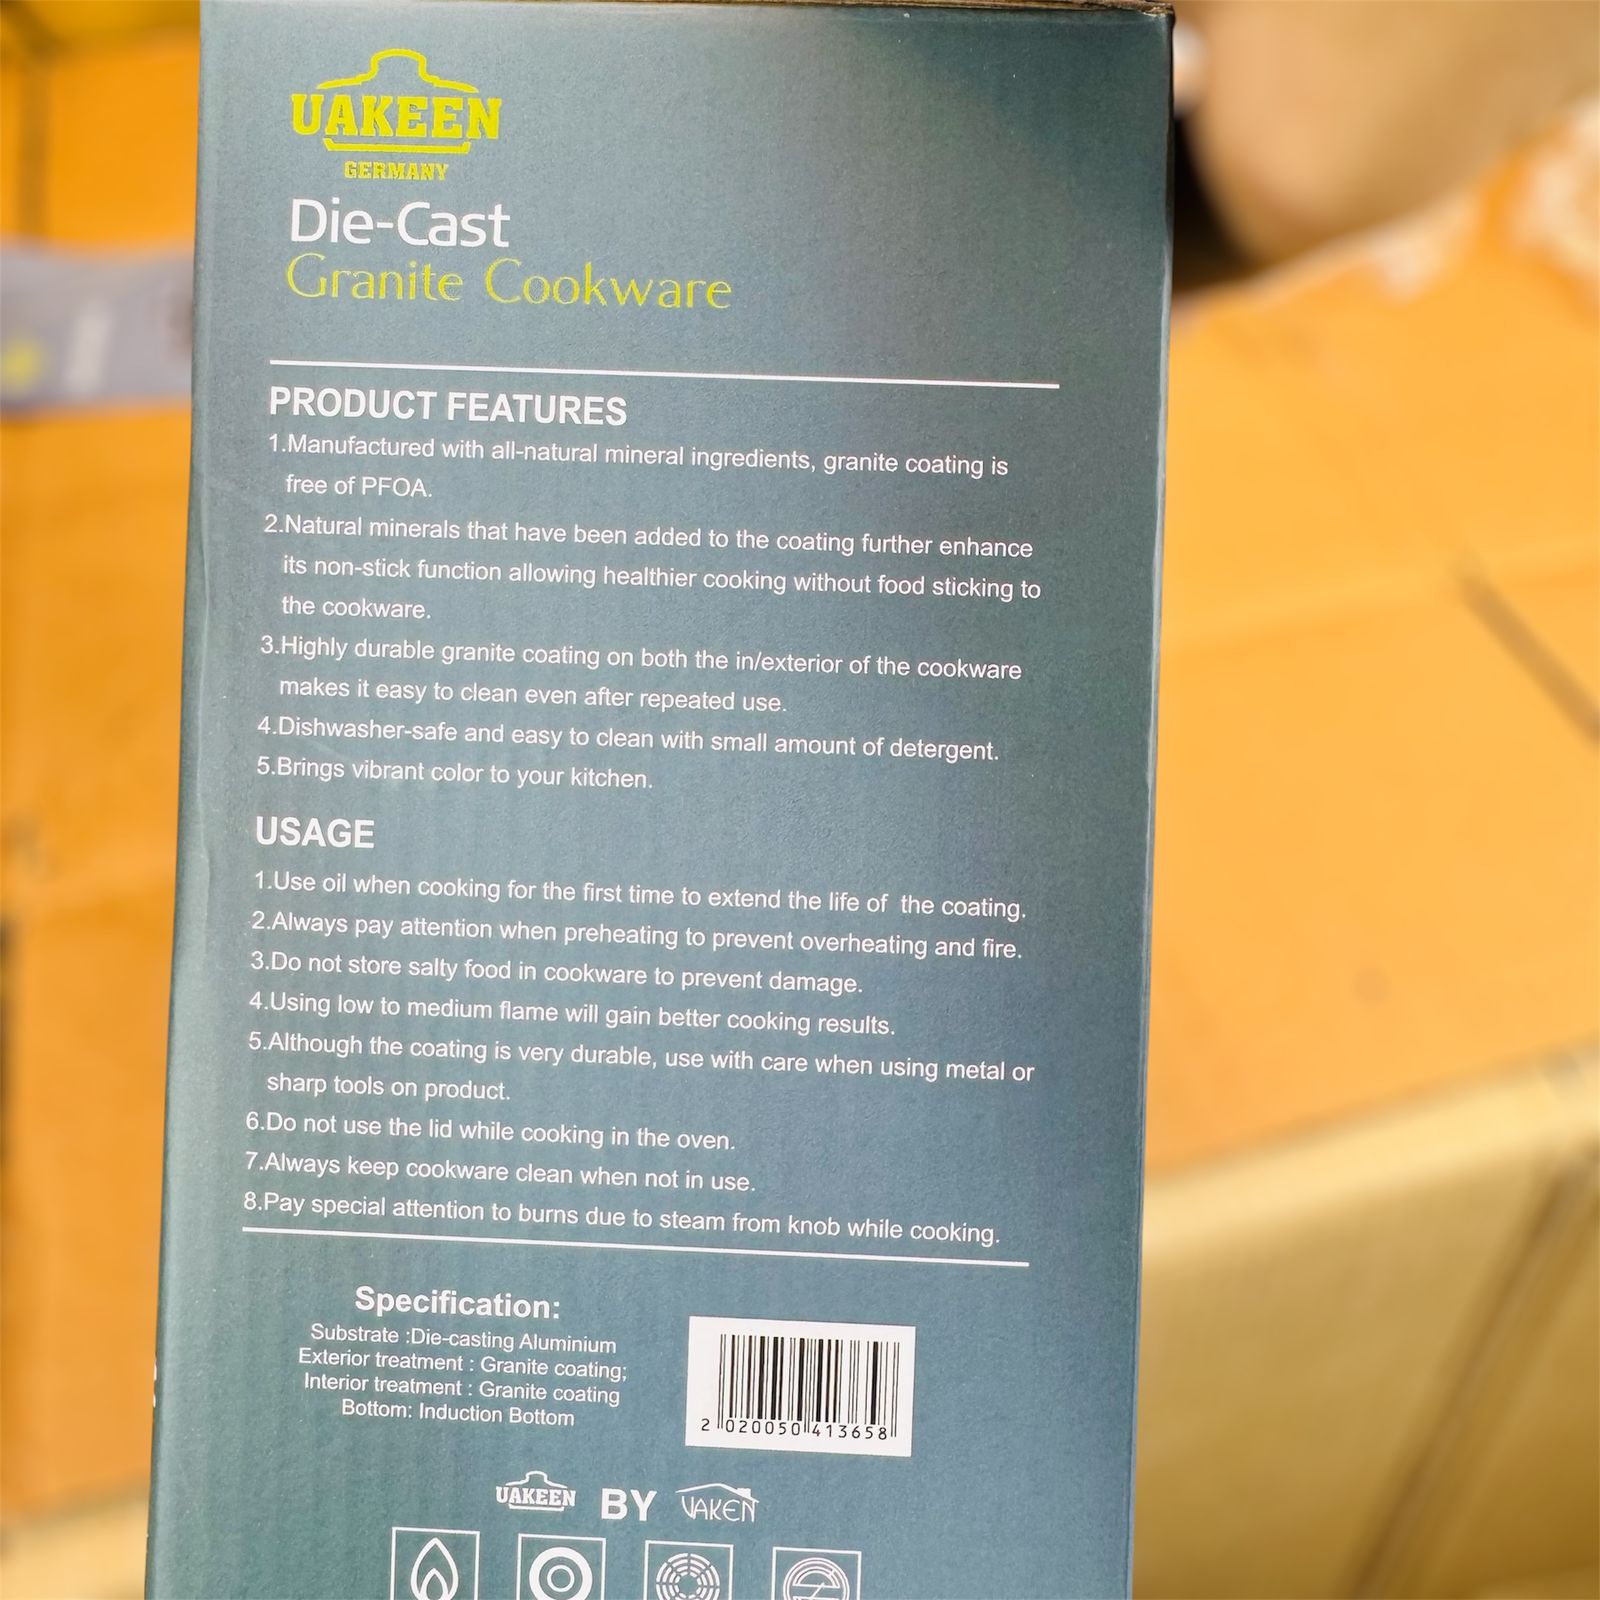 UAKEEN
GERMANY
Die-Cast
Granite Cookware
PRODUCT FEATURES
1.Manufactured with all-natural mineral ingredients, granite coating is
free of PFOA.
2.Natural minerals that have been added to the coating further enhance
its non-stick function allowing healthier cooking without food sticking to
the cookware.
3.Highly durable granite coating on both the in/exterior of the cookware
makes it easy to clean even after repeated use.
4.Dishwasher-safe and easy to clean with small amount of detergent.
5.Brings vibrant color to your kitchen.
USAGE
1.Use oil when cooking for the first time to extend the life of the coating.
2.Always pay attention when preheating to prevent overheating and fire.
3.Do not store salty food in cookware to prevent damage.
4.Using low to medium flame will gain better cooking results.
5.Although the coating is very durable, use with care when using metal or
sharp tools on product.
6.Do not use the lid while cooking in the oven.
7.Always keep cookware clean when not in use.
8.Pay special attention to burns due to steam from knob while cooking.
Specification:
Substrate :Die-casting Aluminium
Exterior treatment : Granite coating;
Interior treatment : Granite coating
Bottom: Induction Bottom
2 020050 413658
UAKEEN BY UAKEN